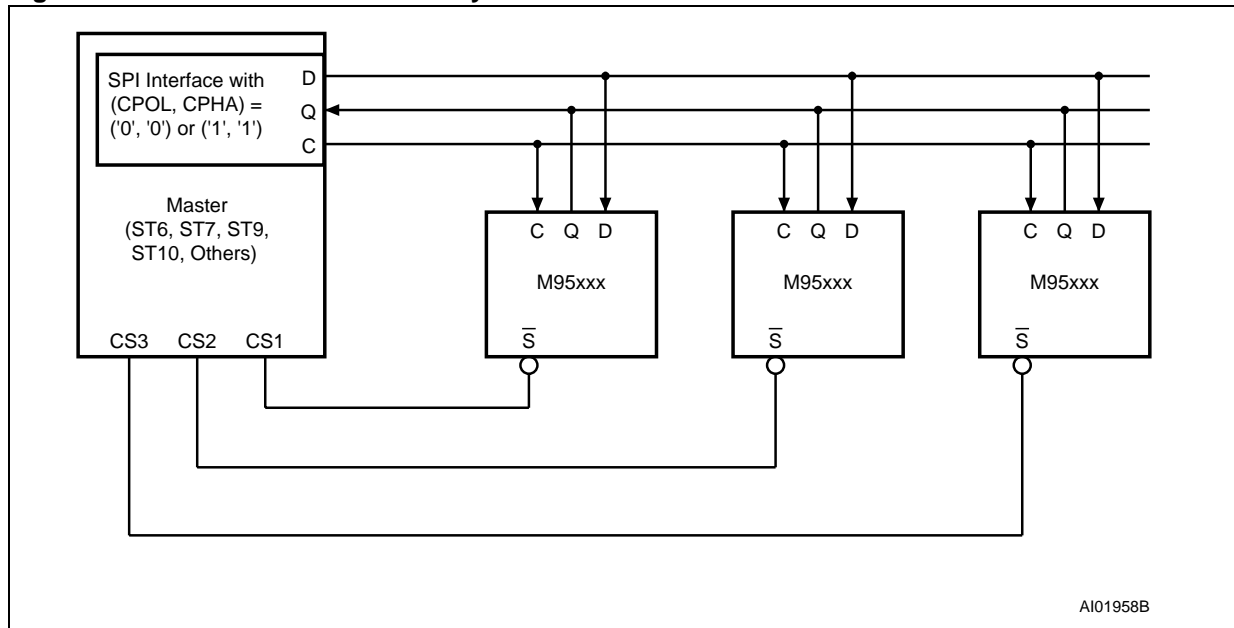 SPI Interface with
(CPOL, CPHA) =
('0', '0') or ('1', '1')
D
Q
C
Master
(ST6, ST7, ST9,
ST10, Others)
CS3 CS2 CS1
C Q D
M95xxx
S̅
C Q D
M95xxx
S̅
C Q D
M95xxx
S̅
AI01958B